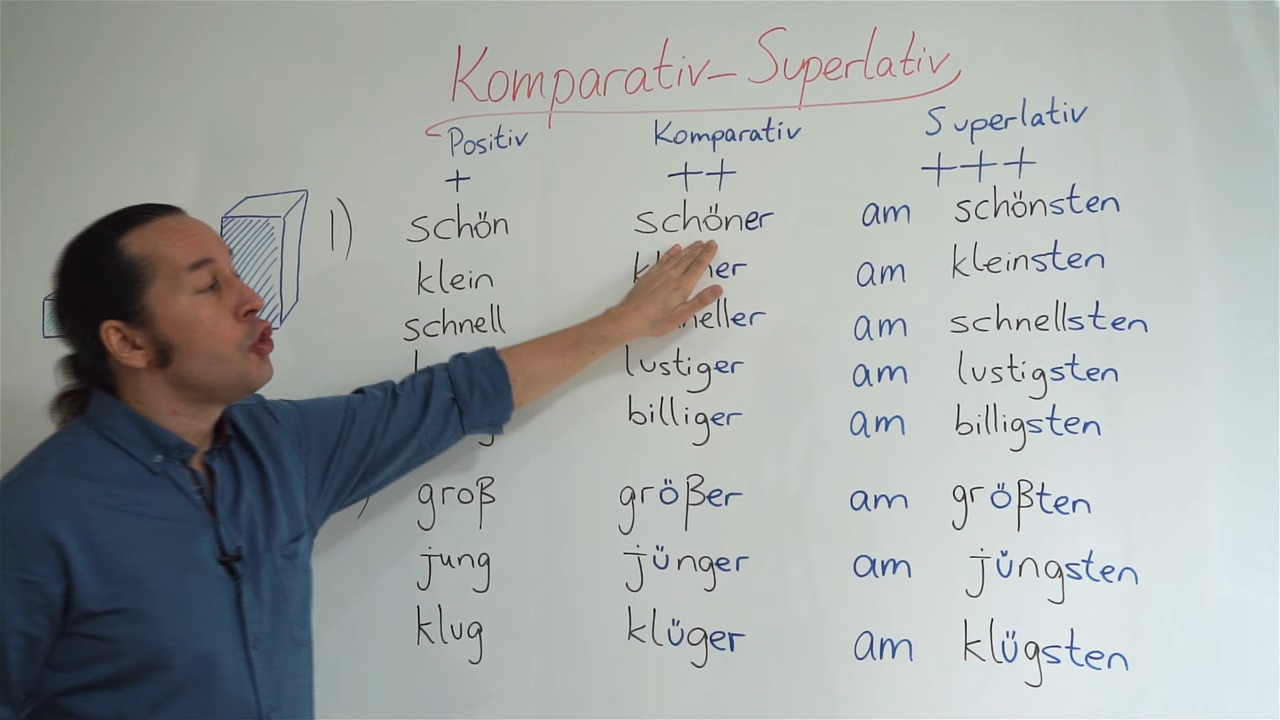 Komparativ-Superlativ
Positiv Komparativ Superlativ
+ ++ +++
1) schön schöner am schönsten
klein am kleinsten
schnell am schnellsten
lustiger am lustigsten
billiger am billigsten
groß größer am größten
jung jünger am jüngsten
klug klüger am klügsten